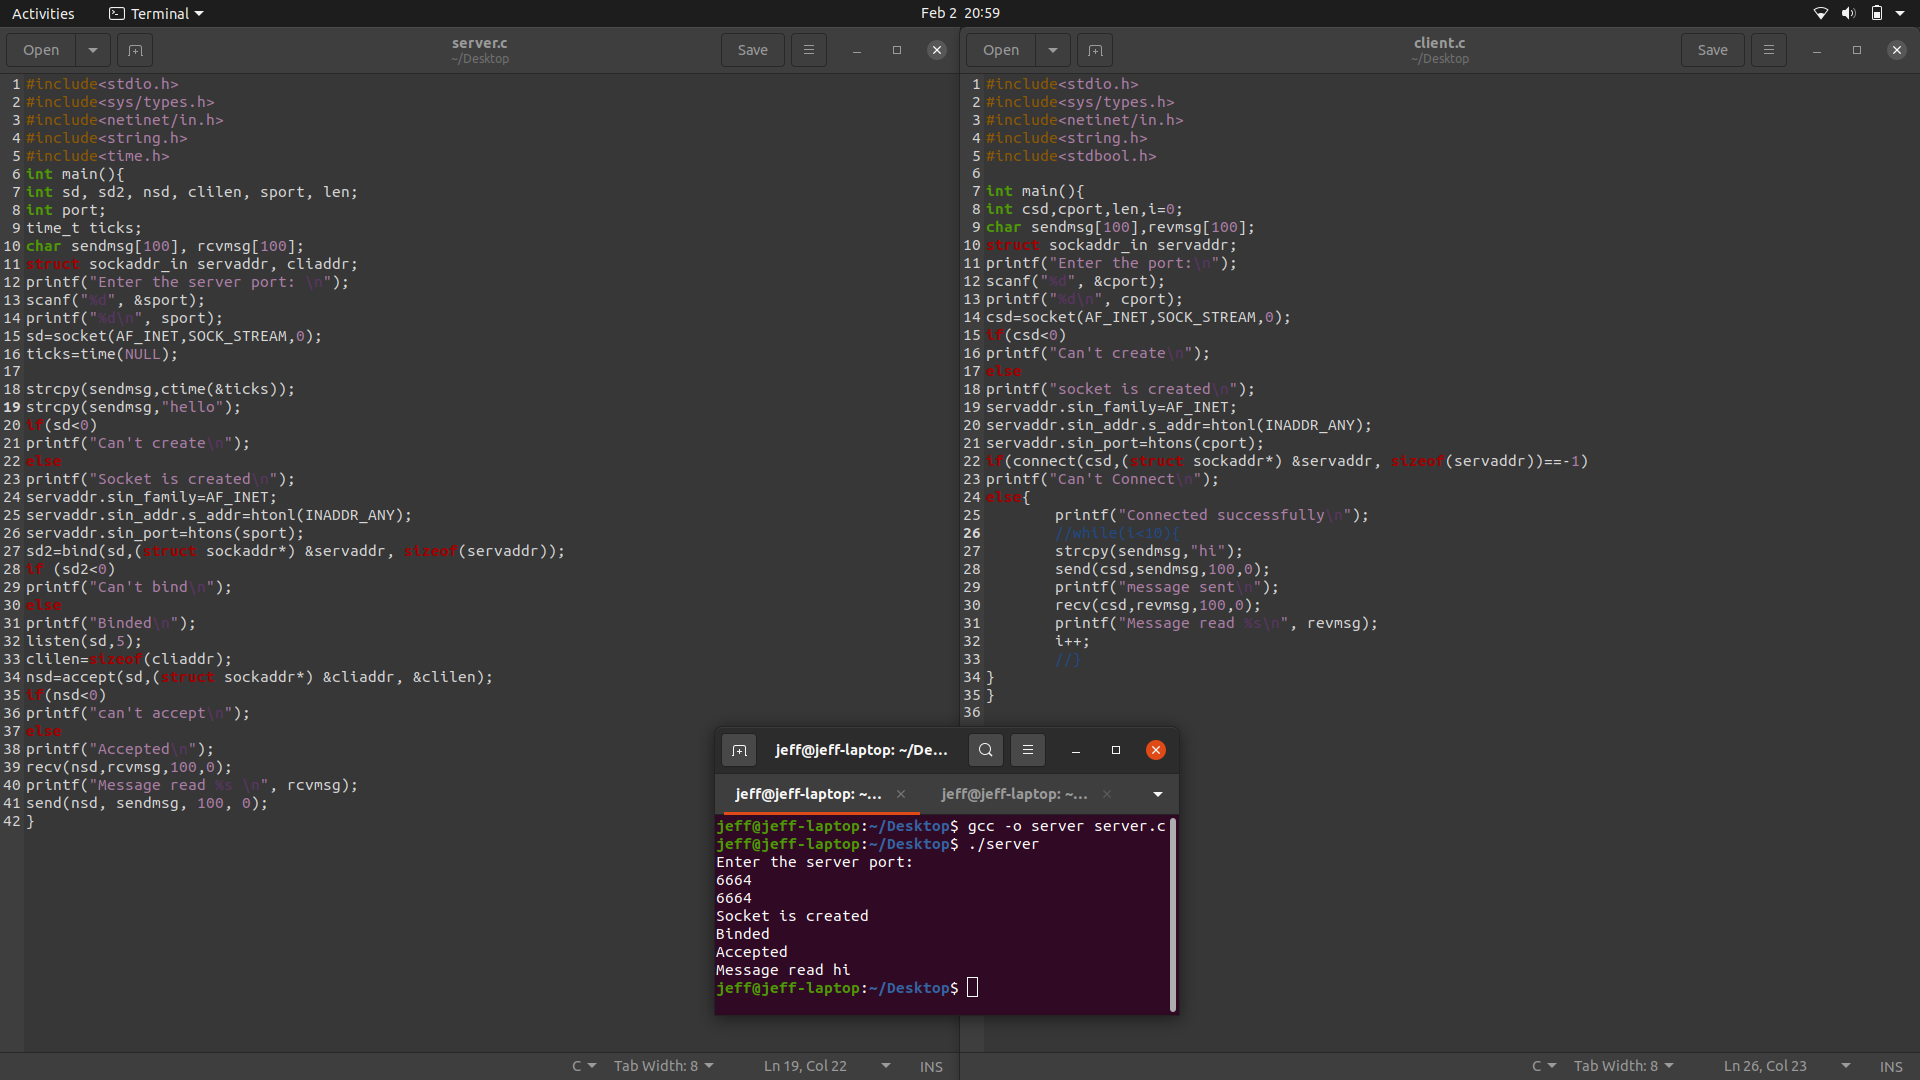 Activities Terminal Feb 2 20:59
Open server.c Save
~/Desktop
1 #include<stdio.h>
2 #include<sys/types.h>
3 #include<netinet/in.h>
4 #include<string.h>
5 #include<time.h>
6 int main(){
7 int sd, sd2, nsd, clilen, sport, len;
8 int port;
9 time_t ticks;
10 char sendmsg[100], rcvmsg[100];
11 struct sockaddr_in servaddr, cliaddr;
12 printf("Enter the server port: \n");
13 scanf("%d", &sport);
14 printf("%d\n", sport);
15 sd=socket(AF_INET,SOCK_STREAM,0);
16 ticks=time(NULL);
17
18 strcpy(sendmsg,ctime(&ticks));
19 strcpy(sendmsg,"hello");
20 if(sd<0)
21 printf("Can't create\n");
22 else
23 printf("Socket is created\n");
24 servaddr.sin_family=AF_INET;
25 servaddr.sin_addr.s_addr=htonl(INADDR_ANY);
26 servaddr.sin_port=htons(sport);
27 sd2=bind(sd,(struct sockaddr*) &servaddr, sizeof(servaddr));
28 if (sd2<0)
29 printf("Can't bind\n");
30 else
31 printf("Binded\n");
32 listen(sd,5);
33 clilen=sizeof(cliaddr);
34 nsd=accept(sd,(struct sockaddr*) &cliaddr, &clilen);
35 if(nsd<0)
36 printf("can't accept\n");
37 else
38 printf("Accepted\n");
39 recv(nsd,rcvmsg,100,0);
40 printf("Message read %s \n", rcvmsg);
41 send(nsd, sendmsg, 100, 0);
42 }
C Tab Width: 8 Ln 19, Col 22 INS
Open client.c Save
~/Desktop
1 #include<stdio.h>
2 #include<sys/types.h>
3 #include<netinet/in.h>
4 #include<string.h>
5 #include<stdbool.h>
6
7 int main(){
8 int csd,cport,len,i=0;
9 char sendmsg[100],revmsg[100];
10 struct sockaddr_in servaddr;
11 printf("Enter the port:\n");
12 scanf("%d", &cport);
13 printf("%d\n", cport);
14 csd=socket(AF_INET,SOCK_STREAM,0);
15 if(csd<0)
16 printf("Can't create\n");
17 else
18 printf("socket is created\n");
19 servaddr.sin_family=AF_INET;
20 servaddr.sin_addr.s_addr=htonl(INADDR_ANY);
21 servaddr.sin_port=htons(cport);
22 if(connect(csd,(struct sockaddr*) &servaddr, sizeof(servaddr))==-1)
23 printf("Can't Connect\n");
24 else{
25 printf("Connected successfully\n");
26 //while(i<10){
27 strcpy(sendmsg,"hi");
28 send(csd,sendmsg,100,0);
29 printf("message sent\n");
30 recv(csd,revmsg,100,0);
31 printf("Message read %s\n", revmsg);
32 i++;
33 //}
34 }
35 }
36
C Tab Width: 8 Ln 26, Col 23 INS
jeff@jeff-laptop: ~/De...
jeff@jeff-laptop: ~... jeff@jeff-laptop: ~...
jeff@jeff-laptop:~/Desktop$ gcc -o server server.c
jeff@jeff-laptop:~/Desktop$ ./server
Enter the server port:
6664
6664
Socket is created
Binded
Accepted
Message read hi
jeff@jeff-laptop:~/Desktop$